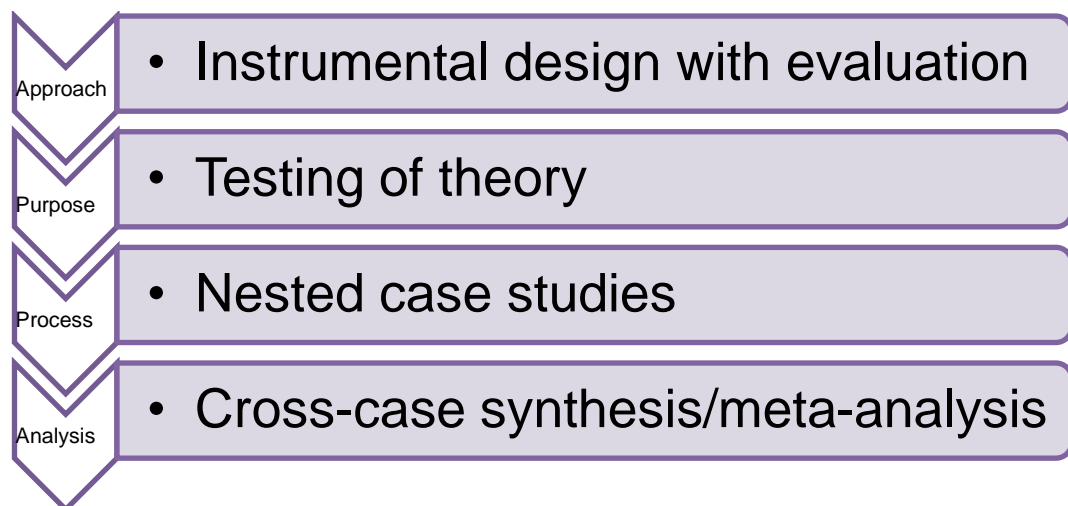 Approach
• Instrumental design with evaluation
Purpose
• Testing of theory
Process
• Nested case studies
Analysis
• Cross-case synthesis/meta-analysis